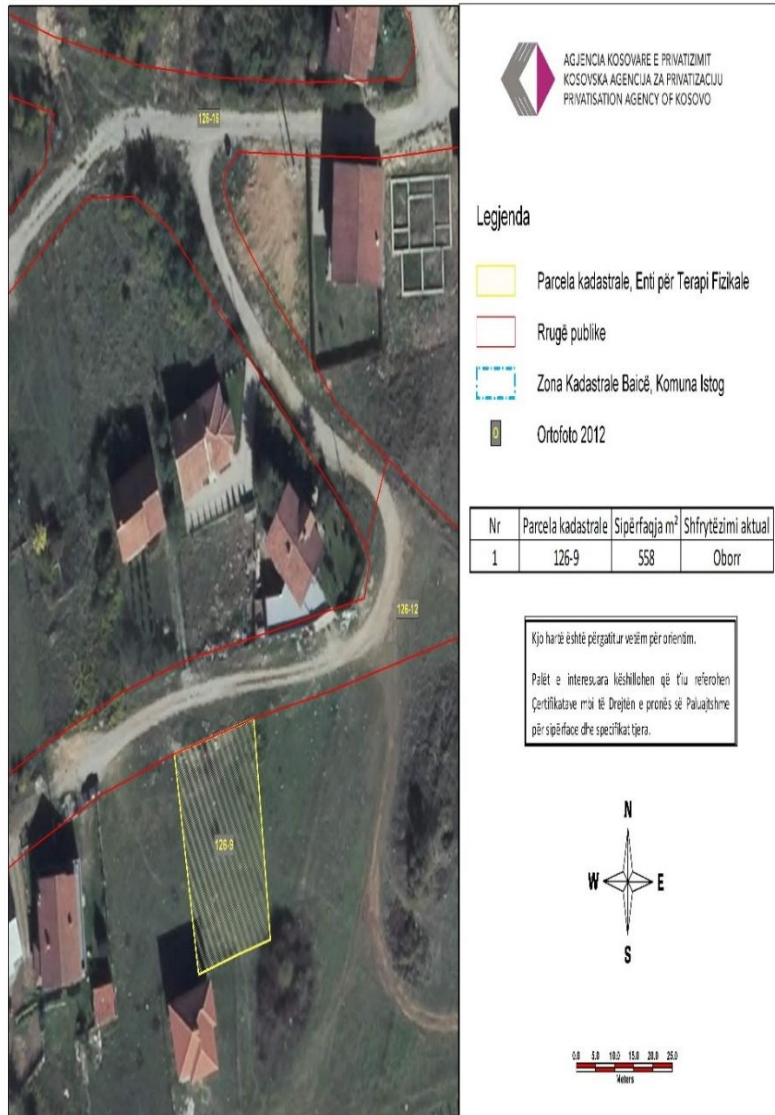 AGJENCIA KOSOVARE E PRIVATIZIMIT
KOSOVSKA AGENCIJA ZA PRIVATIZACIJU
PRIVATISATION AGENCY OF KOSOVO
Legjenda
Parcela kadastrale, Enti për Terapi Fizikale
Rrugë publike
Zona Kadastrale Baicë, Komuna Istog
Ortofoto 2012
Nr Parcela kadastrale Sipërfaqja m² Shfrytëzimi aktual
1 126-9 558 Oborr
Kjo hartë është përgatitur vetëm për orientim.
Palët e interesuara këshillohen që t'iu referohen
Çertifikatave mbi të Drejtën e pronës së Paluajtshme
për sipërface dhe specifikat tjera.
N
W E
S
0.0 5.0 10.0 15.0 20.0 25.0
Meters
126-16
126-12
126-9